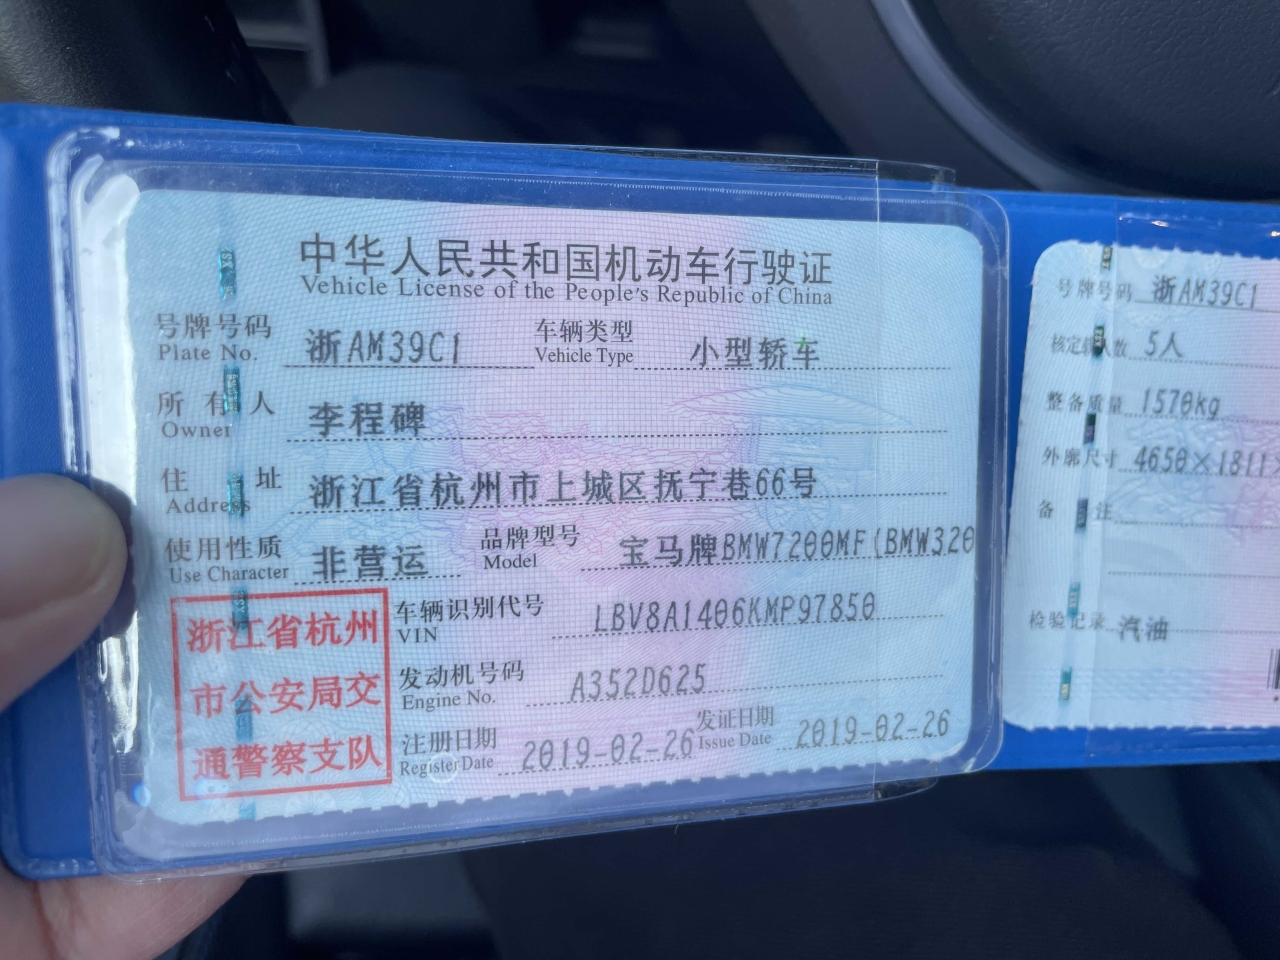 中华人民共和国机动车行驶证
Vehicle License of the People's Republic of China
号牌号码 浙AM39C1 车辆类型 小型轿车
Plate No. Vehicle Type
所有人 李程碑
Owner
住址 浙江省杭州市上城区抚宁巷66号
Address
使用性质 非营运 品牌型号 宝马牌BMW7200MF(BMW320
Use Character Model
浙江省杭州
市公安局交
通警察支队
车辆识别代号 LBV8A1406KMP97850
VIN
发动机号码 A352D625
Engine No.
注册日期 2019-02-26 发证日期 2019-02-26
Register Date Issue Date
号牌号码 浙AM39C1
核定载人数 5人
整备质量 1570kg
外廓尺寸 4650×1811×
备注
检验记录 汽油